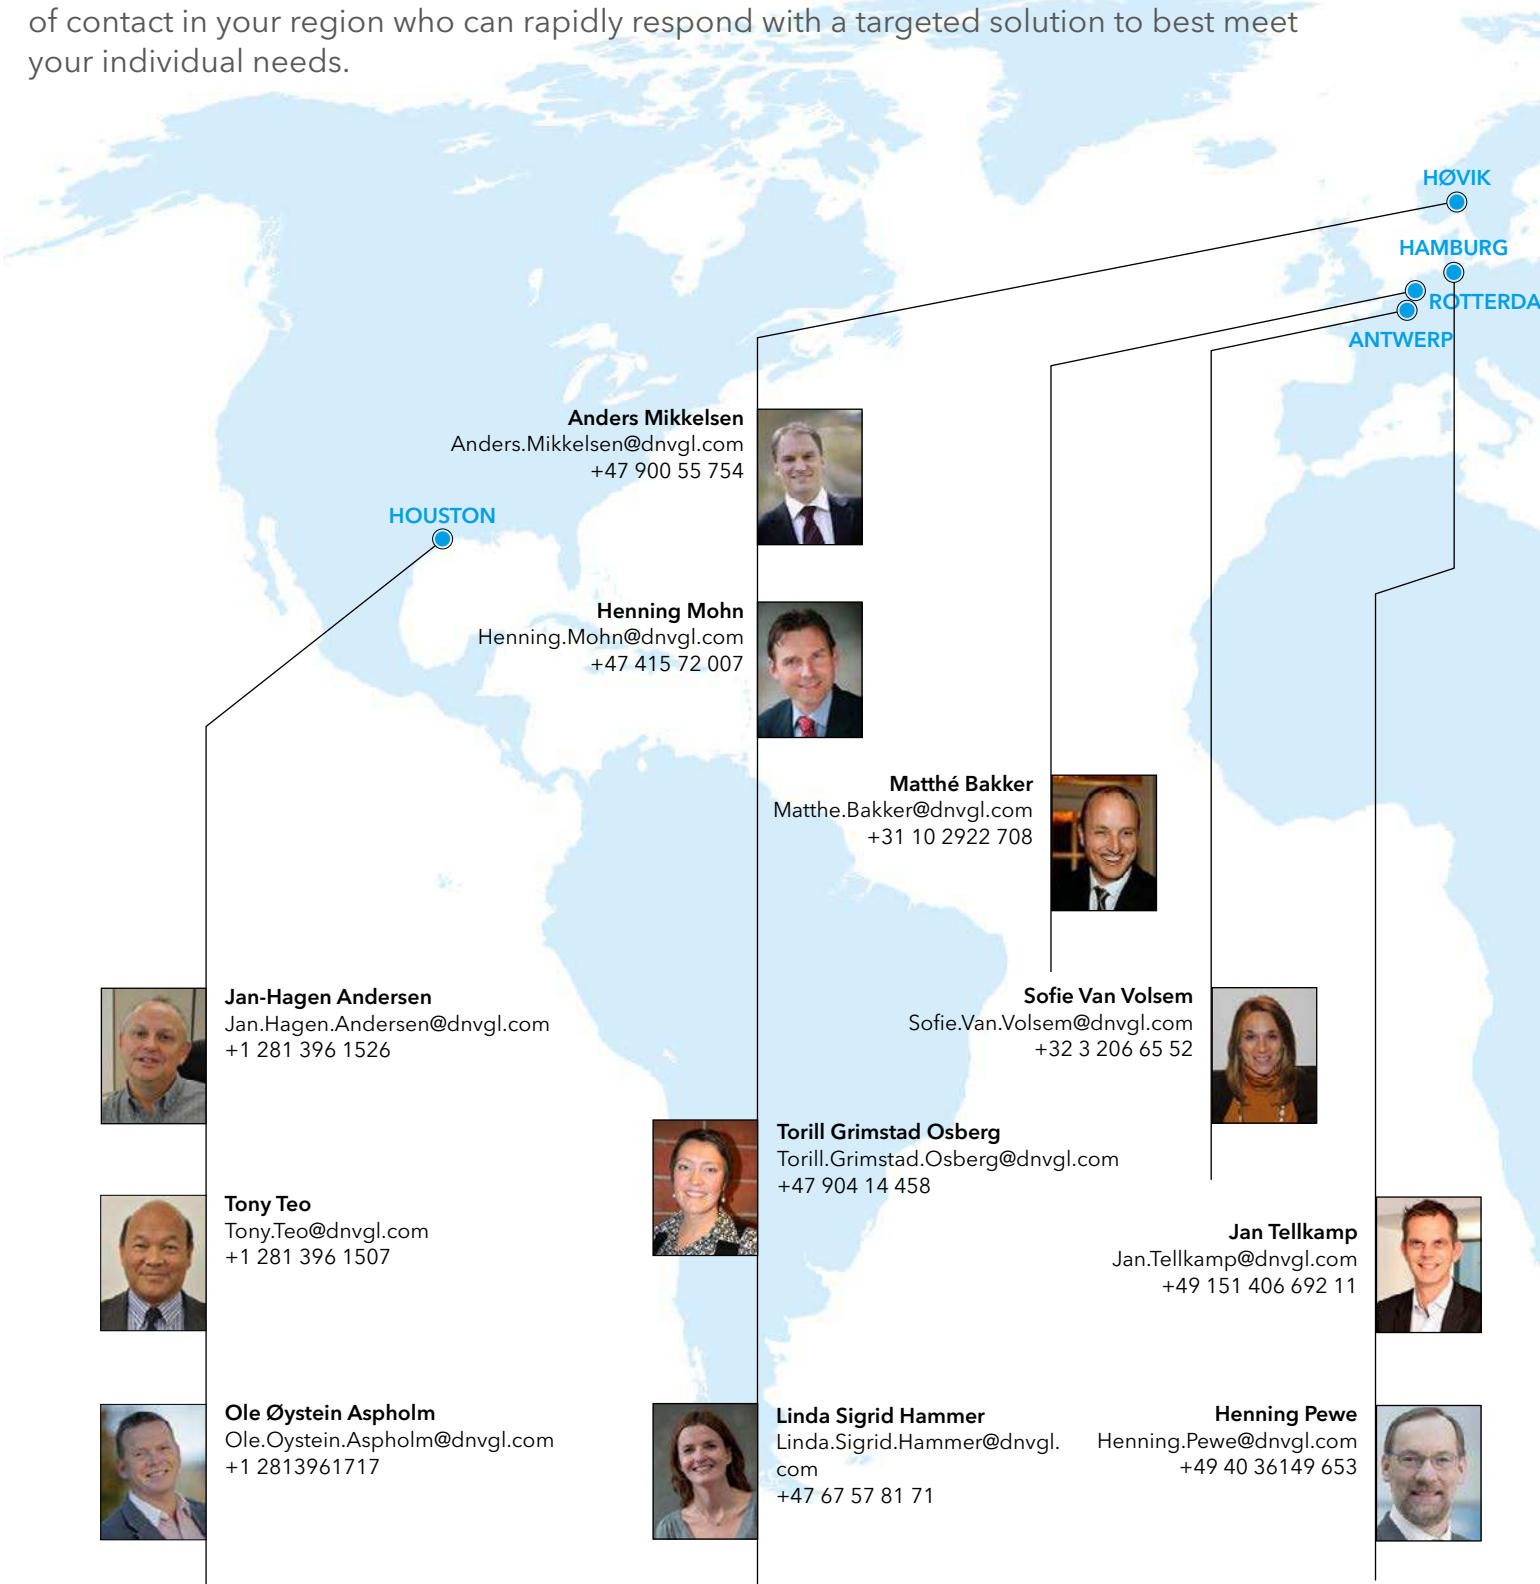 of contact in your region who can rapidly respond with a targeted solution to best meet
your individual needs.
HØVIK
HAMBURG
ROTTERDA
ANTWERP
Anders Mikkelsen
Anders.Mikkelsen@dnvgl.com
+47 900 55 754
HOUSTON
Henning Mohn
Henning.Mohn@dnvgl.com
+47 415 72 007
Matthé Bakker
Matthe.Bakker@dnvgl.com
+31 10 2922 708
Jan-Hagen Andersen
Jan.Hagen.Andersen@dnvgl.com
+1 281 396 1526
Sofie Van Volsem
Sofie.Van.Volsem@dnvgl.com
+32 3 206 65 52
Torill Grimstad Osberg
Torill.Grimstad.Osberg@dnvgl.com
+47 904 14 458
Tony Teo
Tony.Teo@dnvgl.com
+1 281 396 1507
Jan Tellkamp
Jan.Tellkamp@dnvgl.com
+49 151 406 692 11
Ole Øystein Aspholm
Ole.Oystein.Aspholm@dnvgl.com
+1 2813961717
Linda Sigrid Hammer
Linda.Sigrid.Hammer@dnvgl.
com
+47 67 57 81 71
Henning Pewe
Henning.Pewe@dnvgl.com
+49 40 36149 653